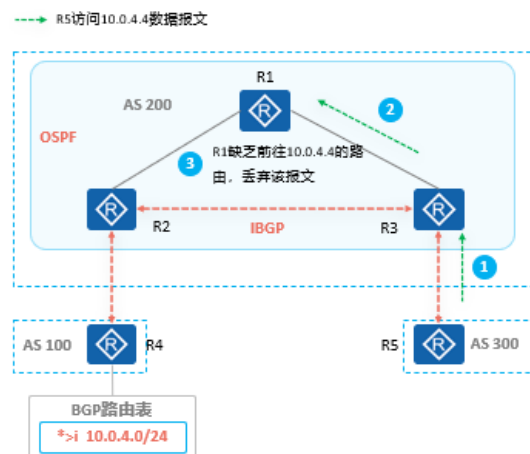 R5访问10.0.4.4数据报文
R1
AS 200
2
OSPF
3
R1缺乏前往10.0.4.4的路
由，丢弃该报文
R
R
R
R2
IBGP
R3
1
AS 100
R
R4
R5
R
AS 300
BGP路由表
*>i 10.0.4.0/24